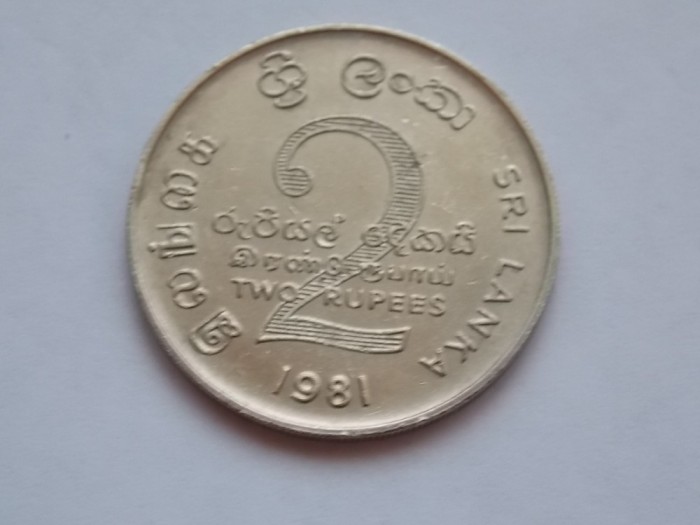 ශ්‍රී ලංකා
இலங்கை
SRI LANKA
2
රුපියල් දෙකයි
இரண்டு ரூபாய்
TWO RUPEES
1981